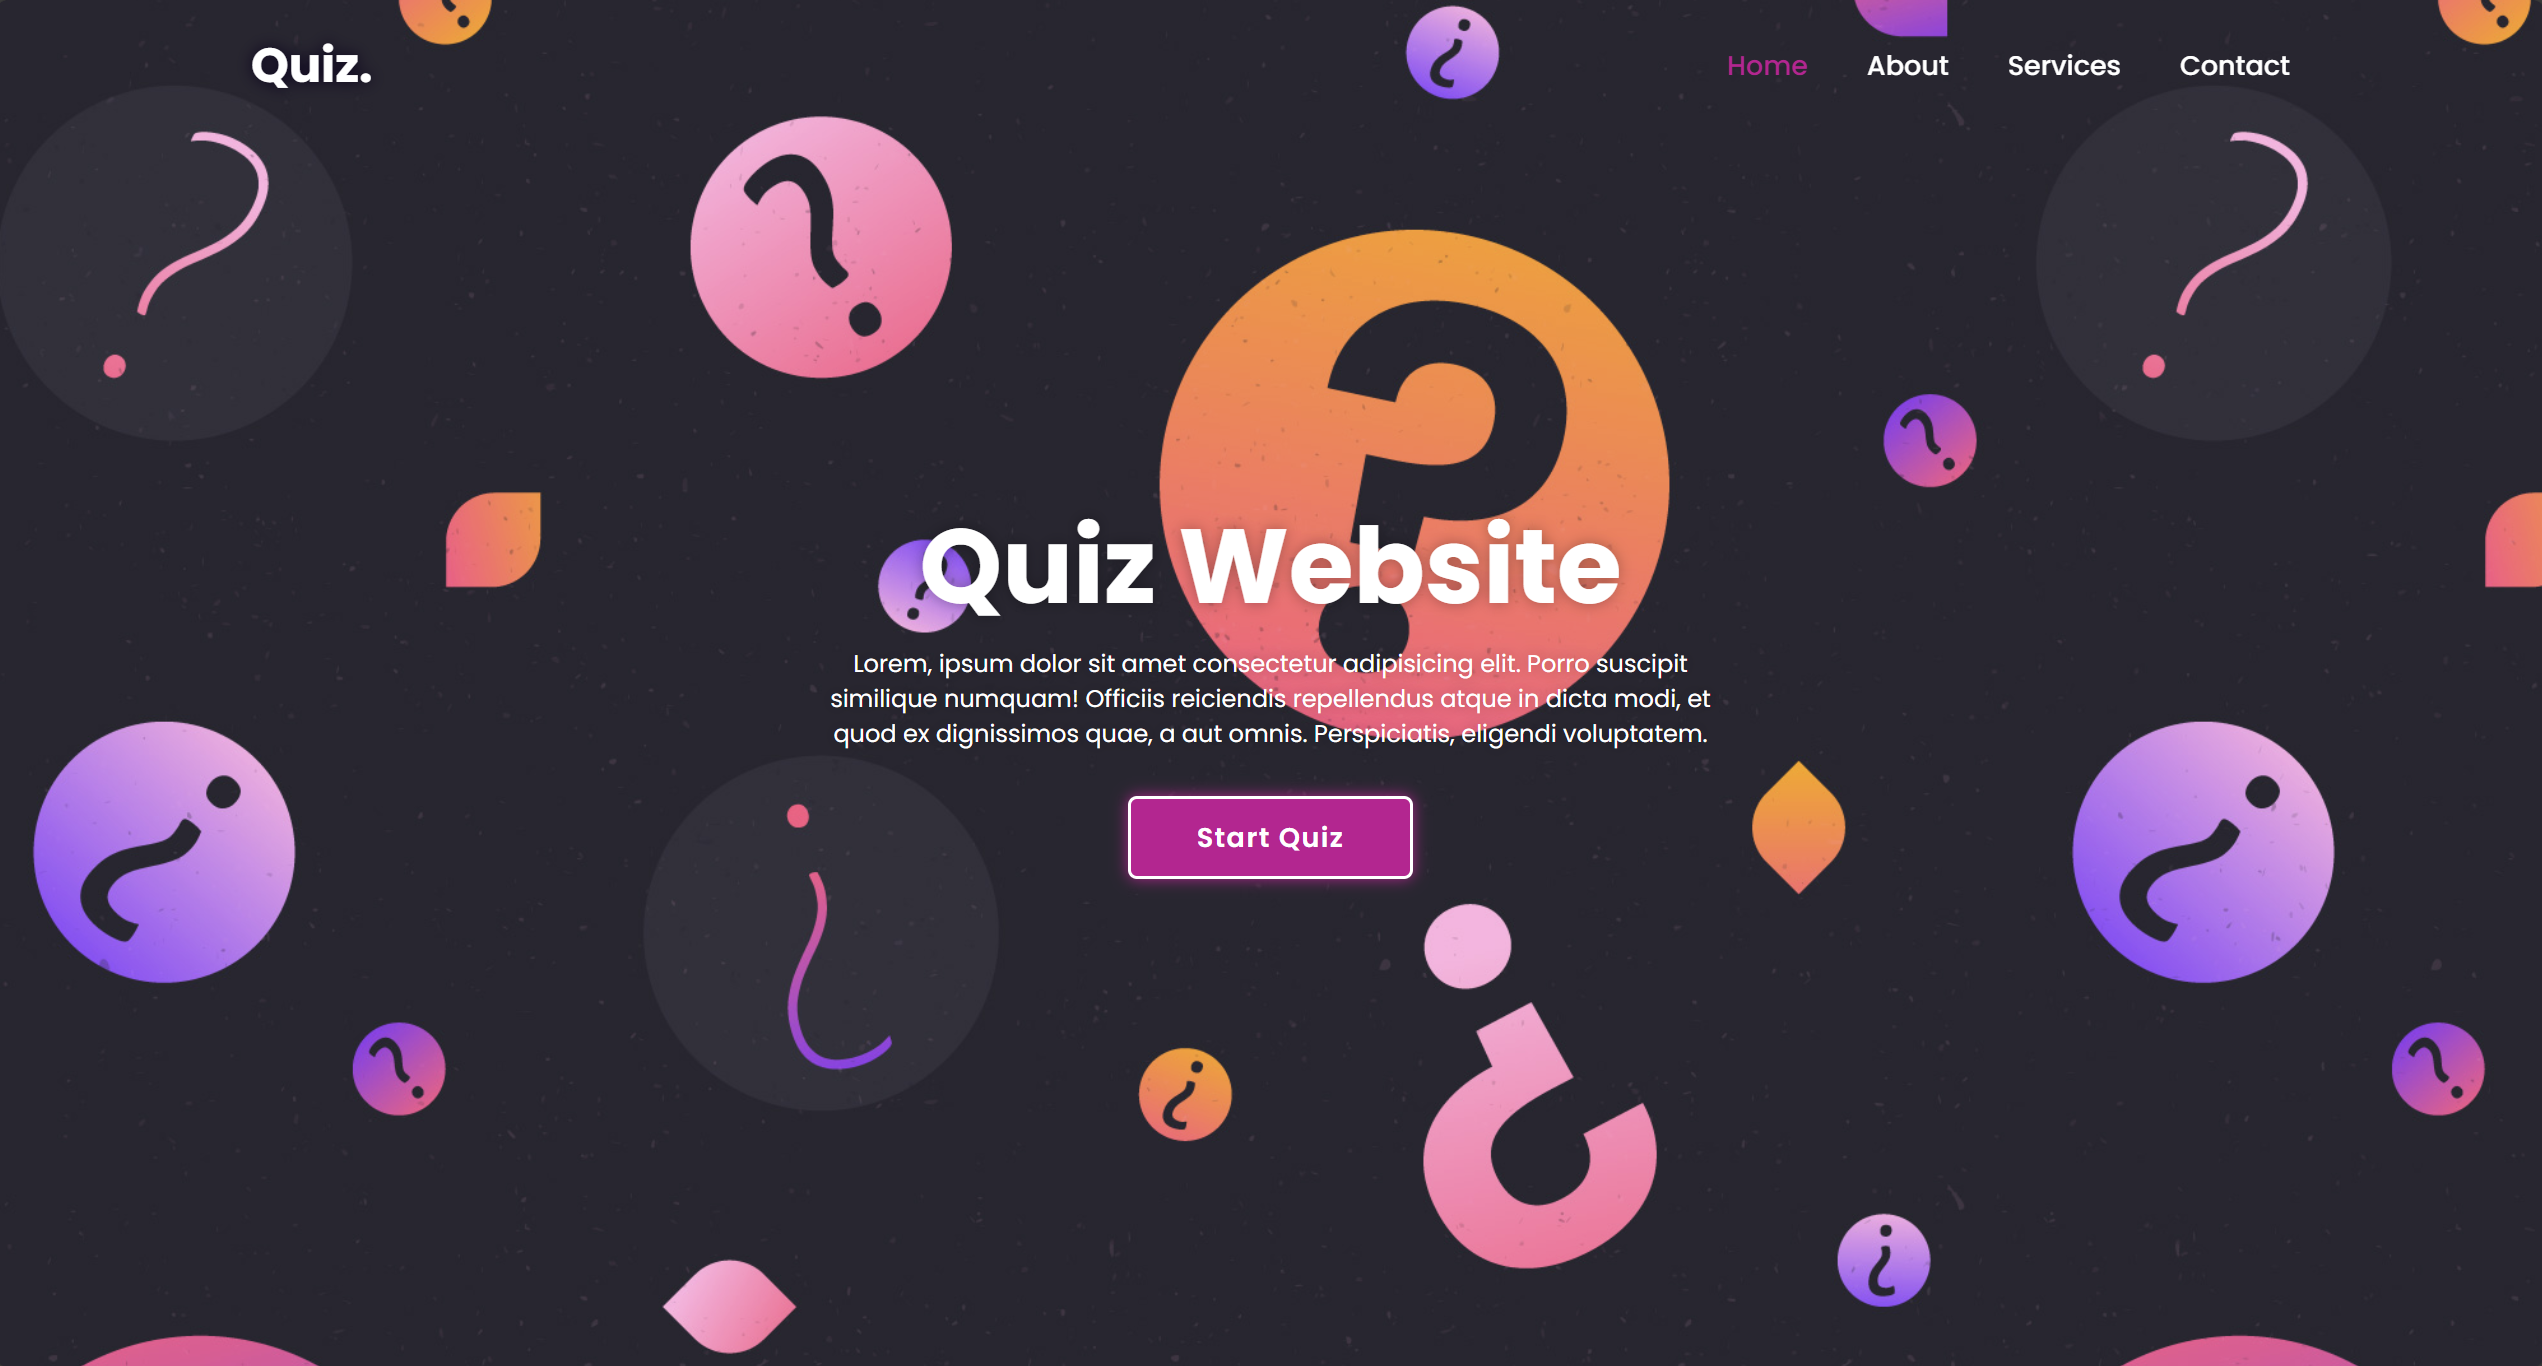 Quiz.
Home About Services Contact
Quiz Website
Lorem, ipsum dolor sit amet consectetur adipisicing elit. Porro suscipit
similique numquam! Officiis reiciendis repellendus atque in dicta modi, et
quod ex dignissimos quae, a aut omnis. Perspiciatis, eligendi voluptatem.
Start Quiz